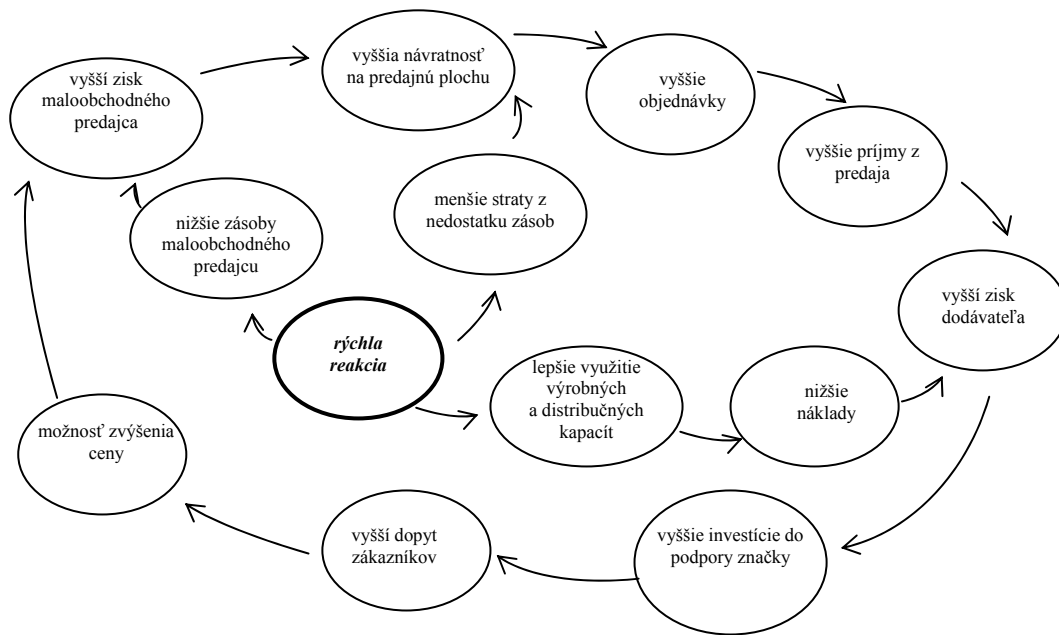 vyšší zisk
maloobchodného
predajca
vyššia návratnosť
na predajnú plochu
vyššie
objednávky
vyššie príjmy z
predaja
nižšie zásoby
maloobchodného
predajcu
menšie straty z
nedostatku zásob
vyšší zisk
dodávateľa
rýchla
reakcia
lepšie využitie
výrobných
a distribučných
kapacít
nižšie
náklady
možnosť zvýšenia
ceny
vyšší dopyt
zákazníkov
vyššie investície do
podpory značky